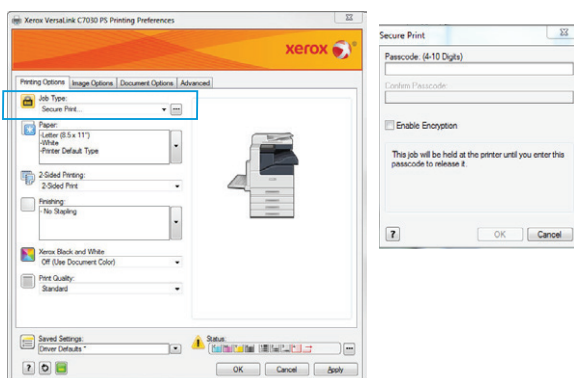 Xerox VersaLink C7030 PS Printing Preferences
xerox
Printing Options Image Options Document Options Advanced
Job Type:
Secure Print...
Paper:
-Letter (8.5 x 11")
-White
-Printer Default Type
2-Sided Printing:
2-Sided Print
Finishing:
- No Stapling
Xerox Black and White
Off (Use Document Color)
Print Quality:
Standard
Saved Settings:
Driver Defaults *
Status:
?
OK Cancel Apply
Secure Print
Passcode: (4-10 Digits)
Confirm Passcode:
Enable Encryption
This job will be held at the printer until you enter this
passcode to release it.
? OK Cancel